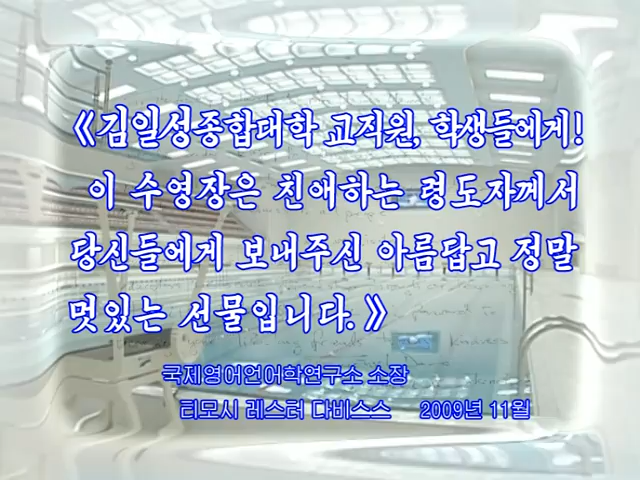 《김일성종합대학 교직원, 학생들에게!
이 수영장은 친애하는 령도자께서
당신들에게 보내주신 아름답고 정말
멋있는 선물입니다.》
국제영어언어학연구소 소장
티모시 레스터 다비스스 2009년 11월